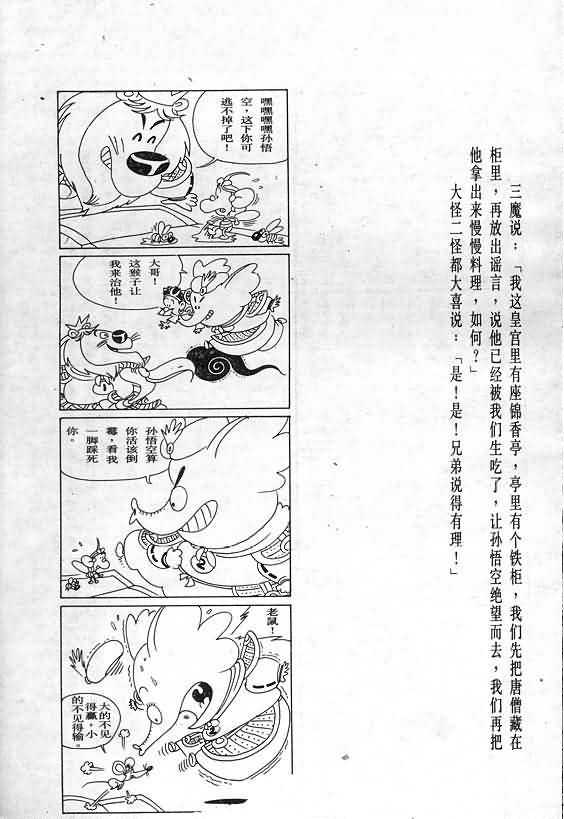 三魔说：「我这皇宫里有座锦香亭，亭里有个铁柜，我们先把唐僧藏在
柜里，再放出谣言，说他已经被我们生吃了，让孙悟空绝望而去，我们再把
他拿出来慢慢料理，如何？」
大怪二怪都大喜说：「是！是！兄弟说得有理！」
嘿嘿嘿嘿孙悟
空，这下你可
逃不掉了吧！
大哥！
这猴子让
我来治他！
孙悟空算
你活该倒
霉，看我
一脚踩死
你。
老鼠！
大的不见
得赢，小
的不见得输。